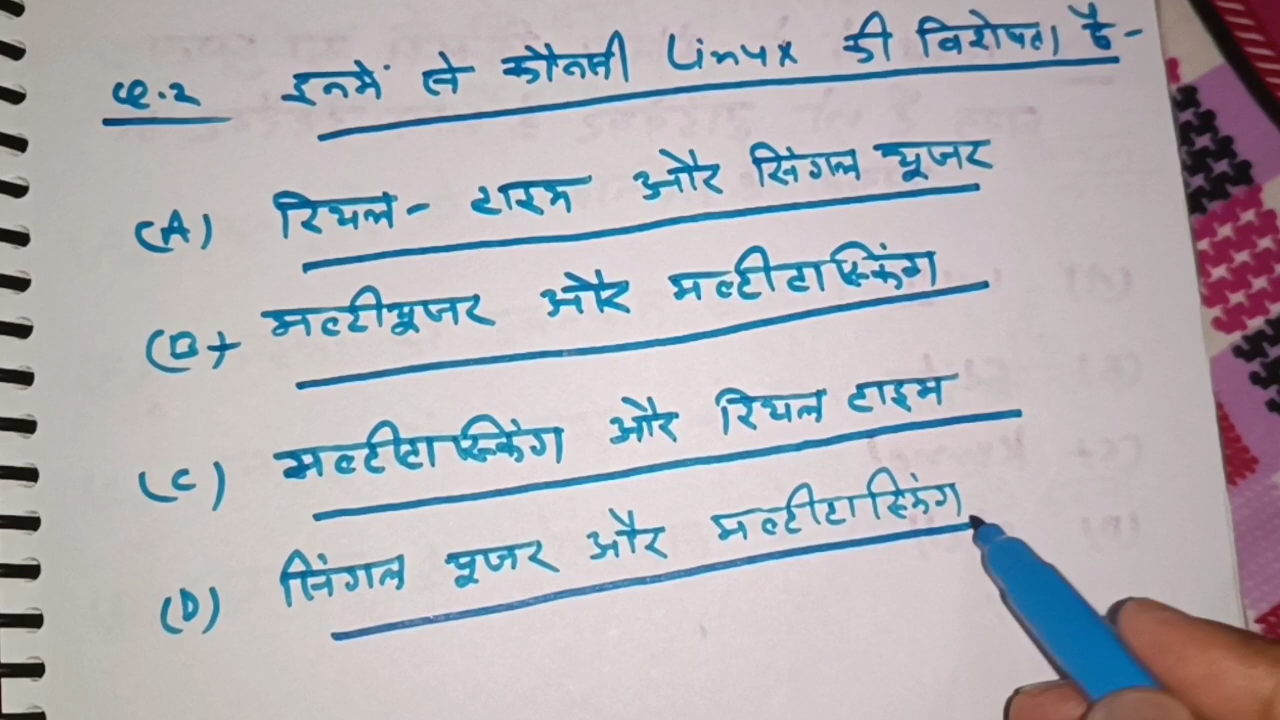 Q.2 इनमें से कौनसी Linux की विशेषता है-
(A) रियल- टाइम और सिंगल यूजर
(B) मल्टीयूजर और मल्टीटास्किंग
(C) मल्टीटास्किंग और रियल टाइम
(D) सिंगल यूजर और मल्टीटास्किंग